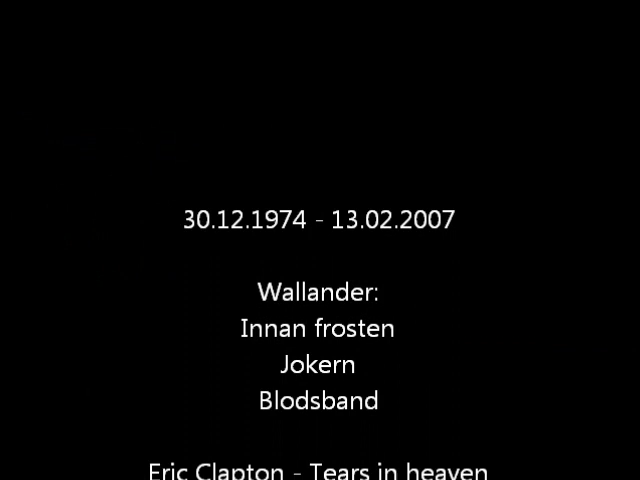 30.12.1974 - 13.02.2007
Wallander:
Innan frosten
Jokern
Blodsband
Eric Clapton - Tears in heaven